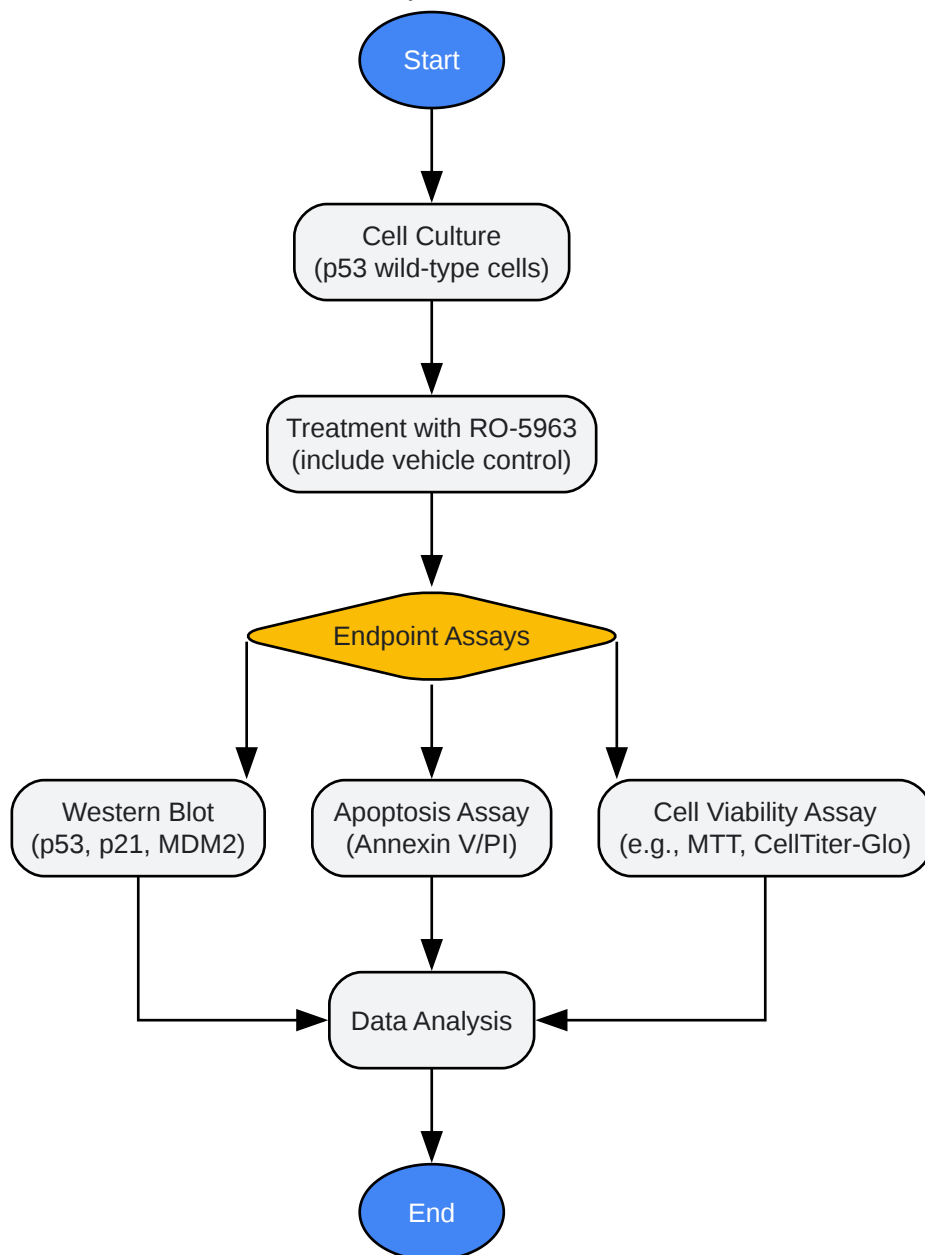 Start
Cell Culture
(p53 wild-type cells)
Treatment with RO-5963
(include vehicle control)
Endpoint Assays
Western Blot
(p53, p21, MDM2)
Apoptosis Assay
(Annexin V/PI)
Cell Viability Assay
(e.g., MTT, CellTiter-Glo)
Data Analysis
End